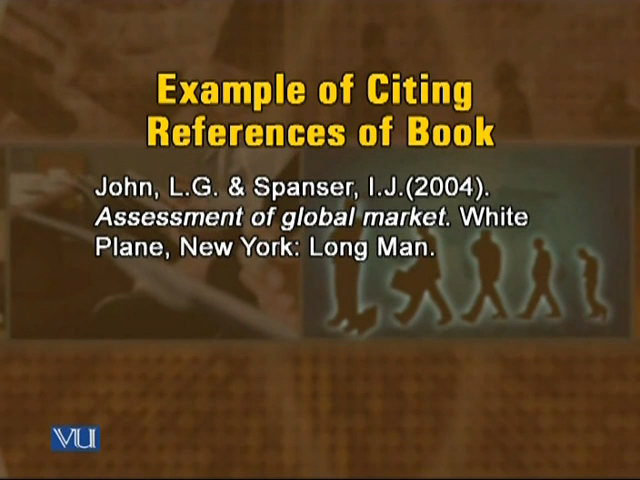 Example of Citing
References of Book
John, L.G. & Spanser, I.J.(2004).
Assessment of global market. White
Plane, New York: Long Man.
VU